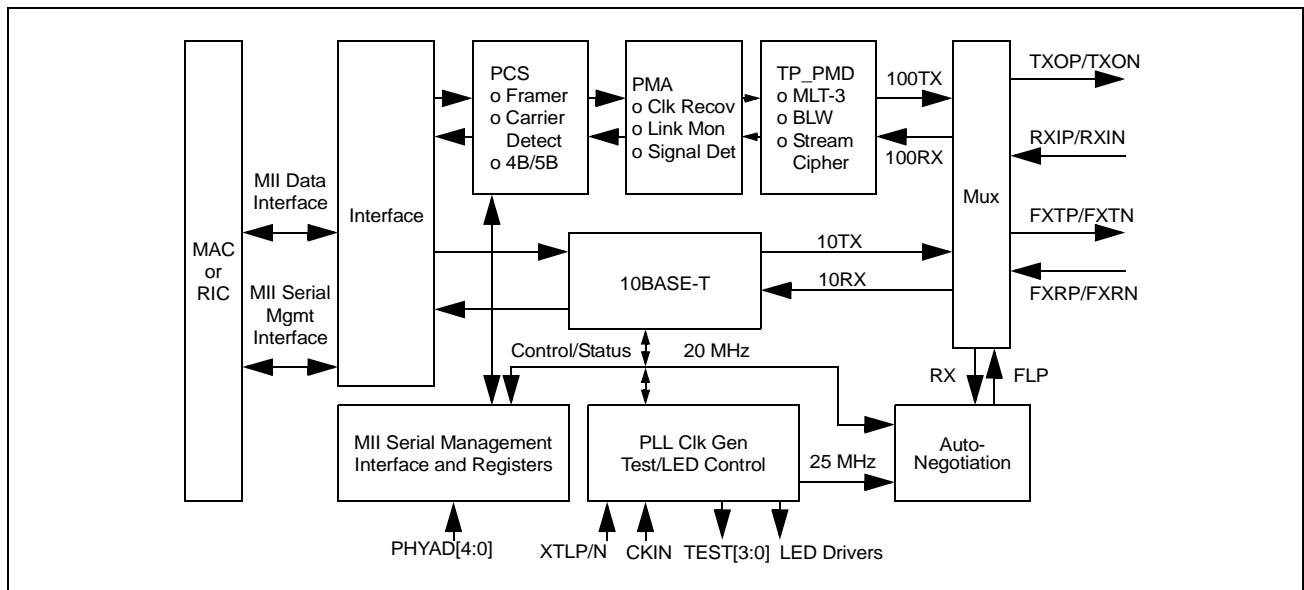 MAC
or
RIC
MII Data
Interface
MII Serial
Mgmt
Interface
Interface
PCS
o Framer
o Carrier
Detect
o 4B/5B
PMA
o Clk Recov
o Link Mon
o Signal Det
TP_PMD
o MLT-3
o BLW
o Stream
Cipher
100TX
100RX
Mux
TXOP/TXON
RXIP/RXIN
FXTP/FXTN
FXRP/FXRN
10BASE-T
10TX
10RX
Control/Status
20 MHz
RX
FLP
MII Serial Management
Interface and Registers
PLL Clk Gen
Test/LED Control
25 MHz
Auto-
Negotiation
PHYAD[4:0]
XTLP/N
CKIN
TEST[3:0]
LED Drivers